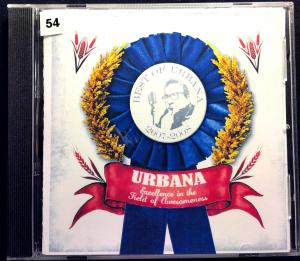 54
BEST OF URBANA
2007-2008
URBANA
Excellence in the
Field of Awesomeness